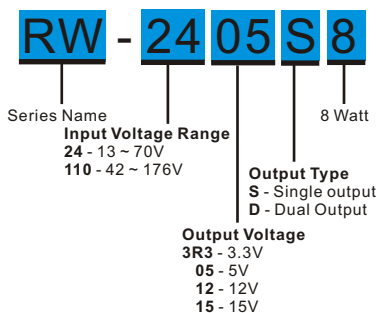 RW - 24 05 S 8
Series Name
8 Watt
Input Voltage Range
24 - 13 ~ 70V
110 - 42 ~ 176V
Output Type
S - Single output
D - Dual Output
Output Voltage
3R3 - 3.3V
05 - 5V
12 - 12V
15 - 15V